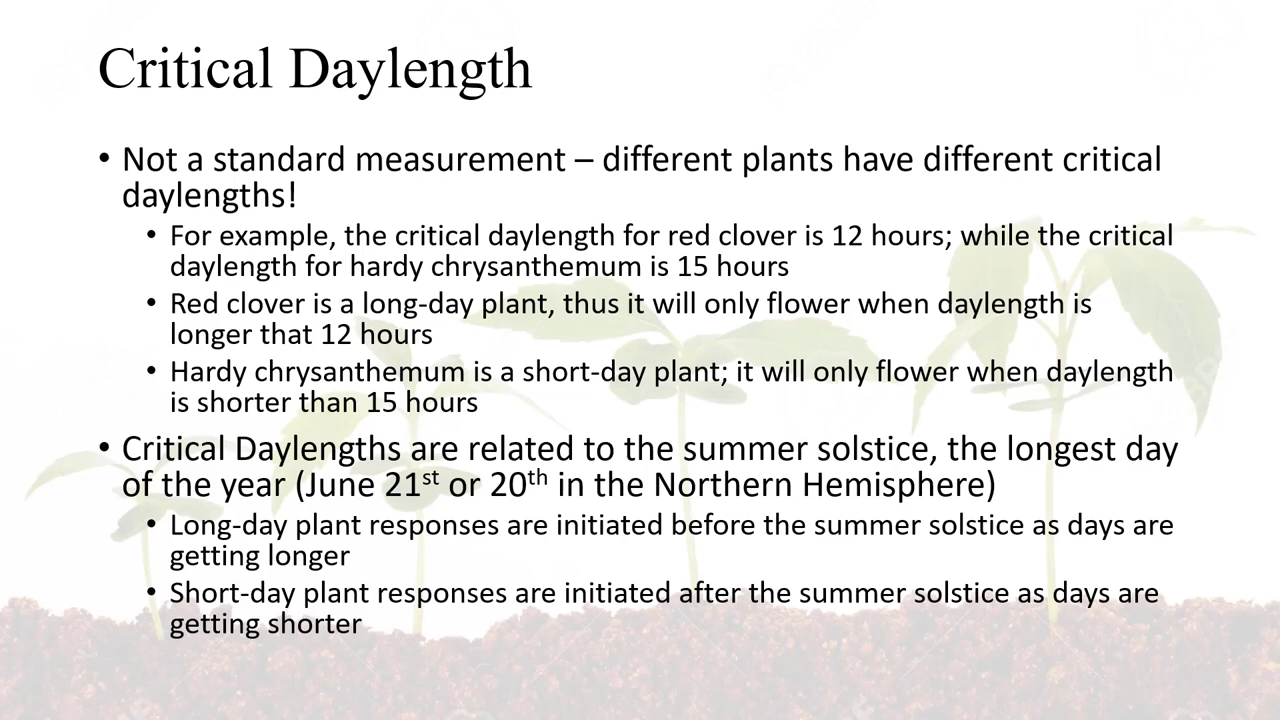 Critical Daylength
• Not a standard measurement – different plants have different critical
daylengths!
• For example, the critical daylength for red clover is 12 hours; while the critical
daylength for hardy chrysanthemum is 15 hours
• Red clover is a long-day plant, thus it will only flower when daylength is
longer that 12 hours
• Hardy chrysanthemum is a short-day plant; it will only flower when daylength
is shorter than 15 hours
• Critical Daylengths are related to the summer solstice, the longest day
of the year (June 21st or 20th in the Northern Hemisphere)
• Long-day plant responses are initiated before the summer solstice as days are
getting longer
• Short-day plant responses are initiated after the summer solstice as days are
getting shorter